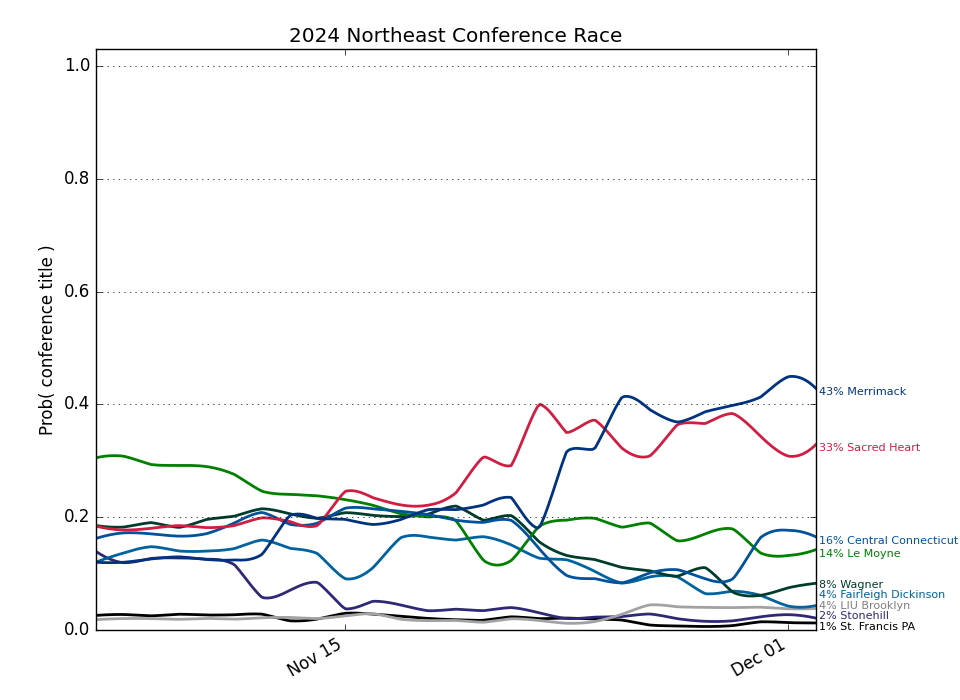 2024 Northeast Conference Race
Prob( conference title )
1.0
0.8
0.6
0.4
0.2
0.0
Nov 15
Dec 01
43% Merrimack
33% Sacred Heart
16% Central Connecticut
14% Le Moyne
8% Wagner
4% Fairleigh Dickinson
4% LIU Brooklyn
2% Stonehill
1% St. Francis PA